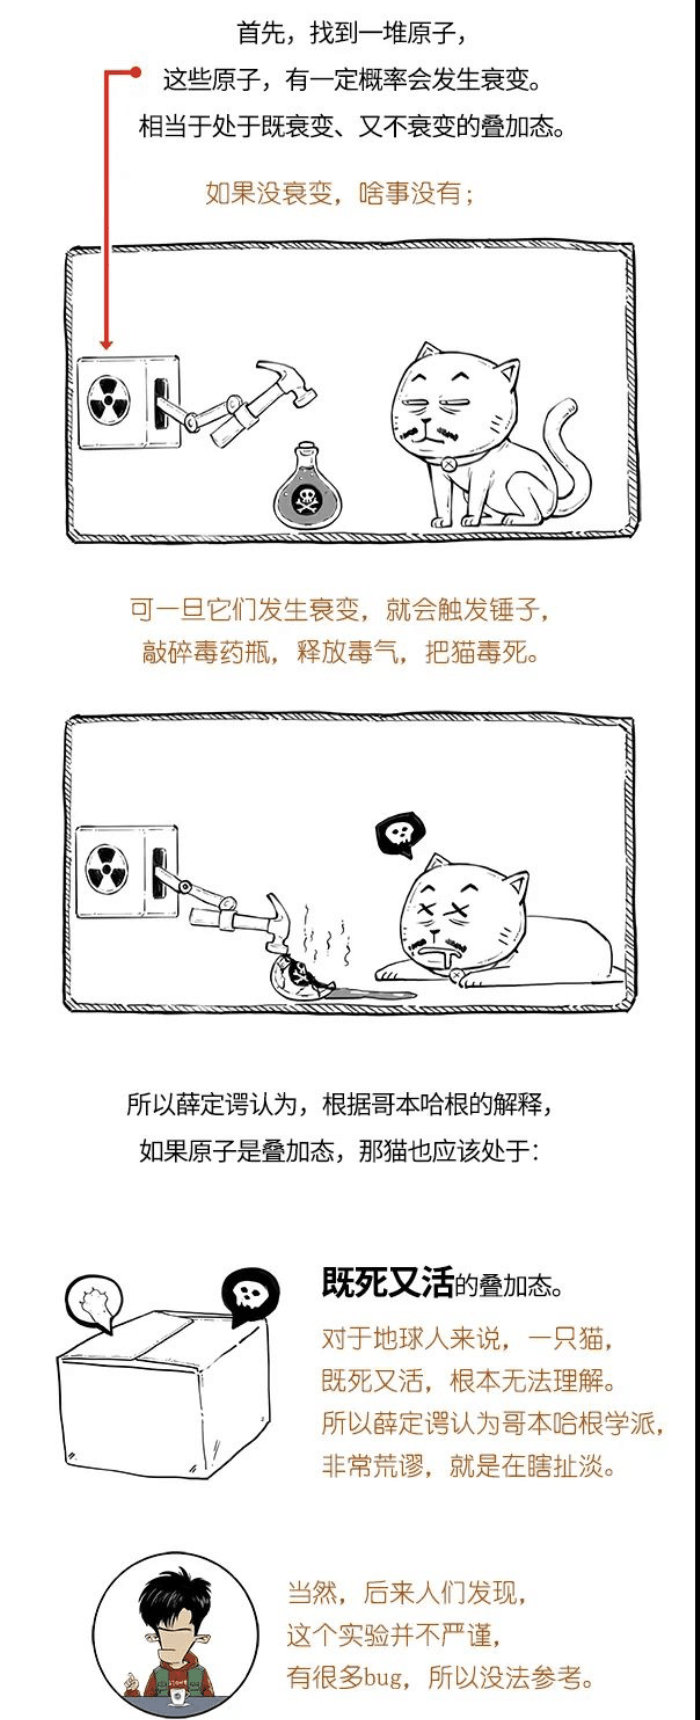 首先，找到一堆原子，
这些原子，有一定概率会发生衰变。
相当于处于既衰变、又不衰变的叠加态。
如果没衰变，啥事没有；
可一旦它们发生衰变，就会触发锤子，
敲碎毒药瓶，释放毒气，把猫毒死。
所以薛定谔认为，根据哥本哈根的解释，
如果原子是叠加态，那猫也应该处于：
既死又活的叠加态。
对于地球人来说，一只猫，
既死又活，根本无法理解。
所以薛定谔认为哥本哈根学派，
非常荒谬，就是在瞎扯淡。
当然，后来人们发现，
这个实验并不严谨，
有很多bug，所以没法参考。